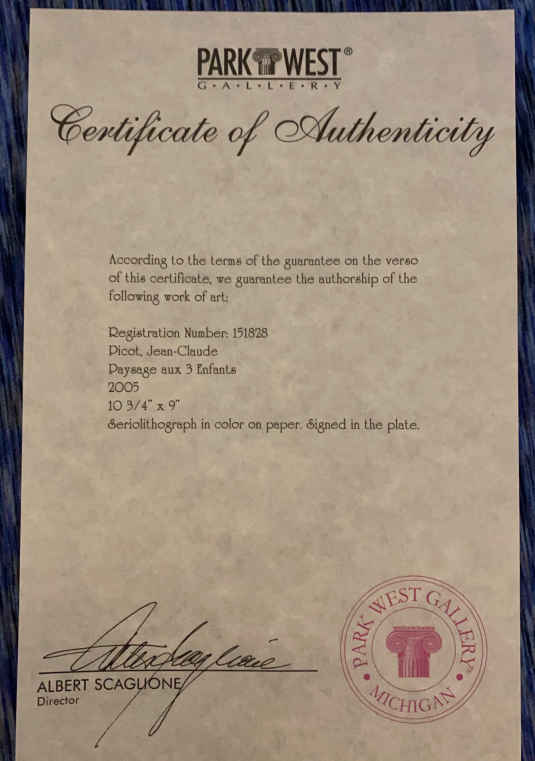 PARK WEST®
G·A·L·L·E·R·Y
Certificate of Authenticity
According to the terms of the guarantee on the verso
of this certificate, we guarantee the authorship of the
following work of art:
Registration Number: 151828
Picot, Jean-Claude
Paysage aux 3 Enfants
2005
10 3/4" x 9"
Seriolithograph in color on paper. Signed in the plate.
Albert Scaglione
ALBERT SCAGLIONE
Director
PARK WEST GALLERY™
• MICHIGAN •